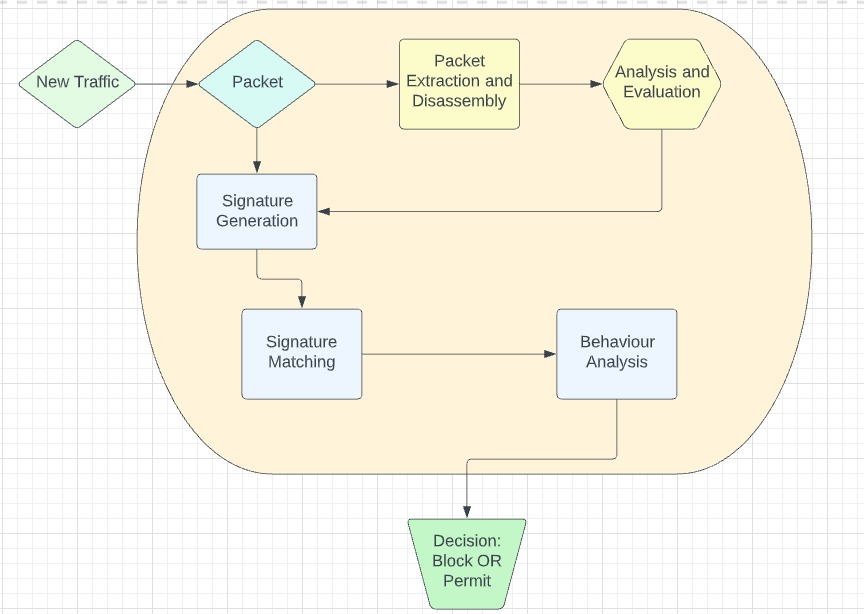 New Traffic
Packet
Packet
Extraction and
Disassembly
Analysis and
Evaluation
Signature
Generation
Signature
Matching
Behaviour
Analysis
Decision:
Block OR
Permit